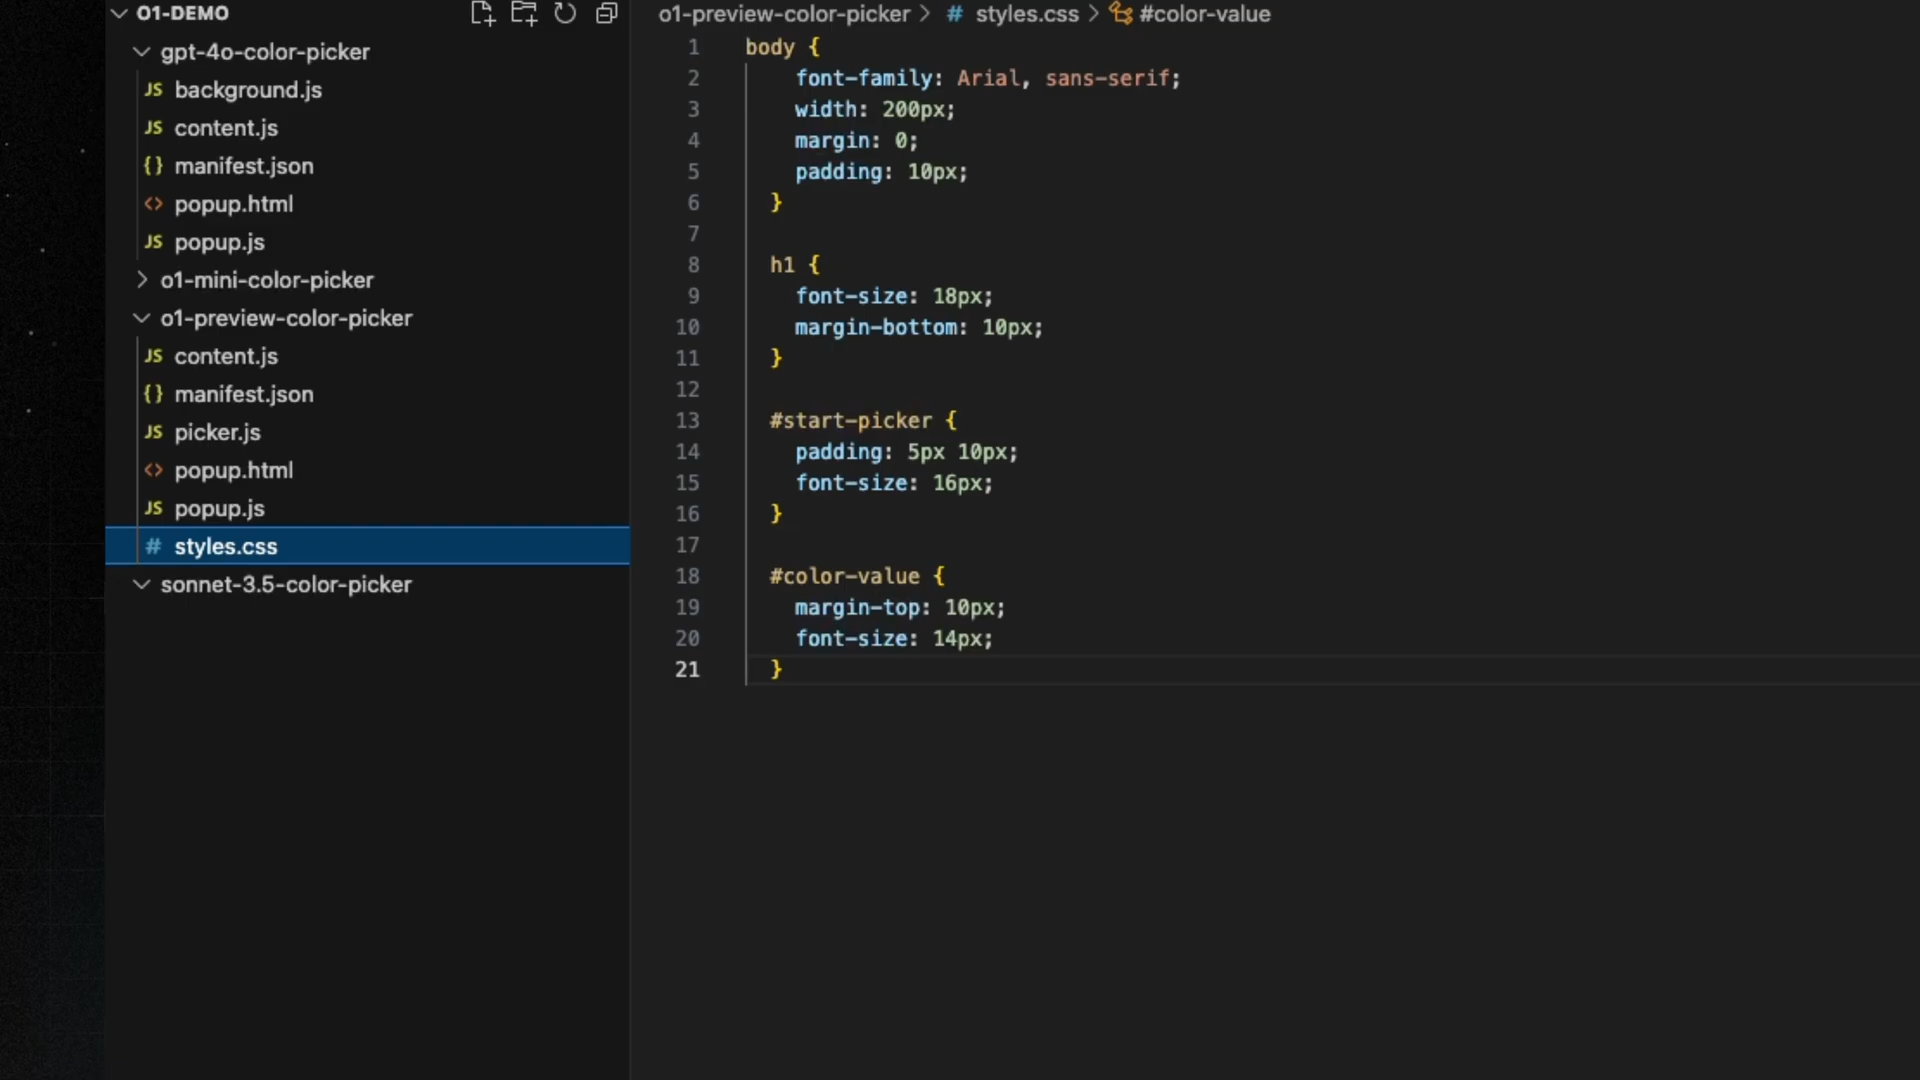 O1-DEMO
gpt-4o-color-picker
JS background.js
JS content.js
{} manifest.json
<> popup.html
JS popup.js
o1-mini-color-picker
o1-preview-color-picker
JS content.js
{} manifest.json
JS picker.js
<> popup.html
JS popup.js
# styles.css
sonnet-3.5-color-picker
o1-preview-color-picker > # styles.css > #color-value
1 body {
2 font-family: Arial, sans-serif;
3 width: 200px;
4 margin: 0;
5 padding: 10px;
6 }
7
8 h1 {
9 font-size: 18px;
10 margin-bottom: 10px;
11 }
12
13 #start-picker {
14 padding: 5px 10px;
15 font-size: 16px;
16 }
17
18 #color-value {
19 margin-top: 10px;
20 font-size: 14px;
21 }